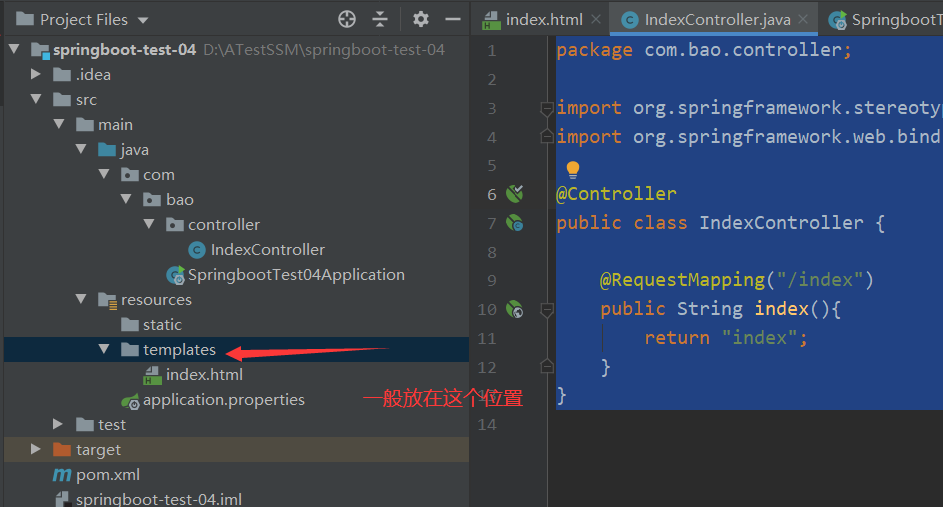 Project Files
springboot-test-04 D:\ATestSSM\springboot-test-04
.idea
src
main
java
com
bao
controller
IndexController
SpringbootTest04Application
resources
static
templates
index.html
application.properties
一般放在这个位置
test
target
pom.xml
springboot-test-04.iml
index.html
IndexController.java
SpringbootT
1 package com.bao.controller;
2
3 import org.springframework.stereotyp
4 import org.springframework.web.bind
5
6 @Controller
7 public class IndexController {
8
9 @RequestMapping("/index")
10 public String index(){
11 return "index";
12 }
13 }
14